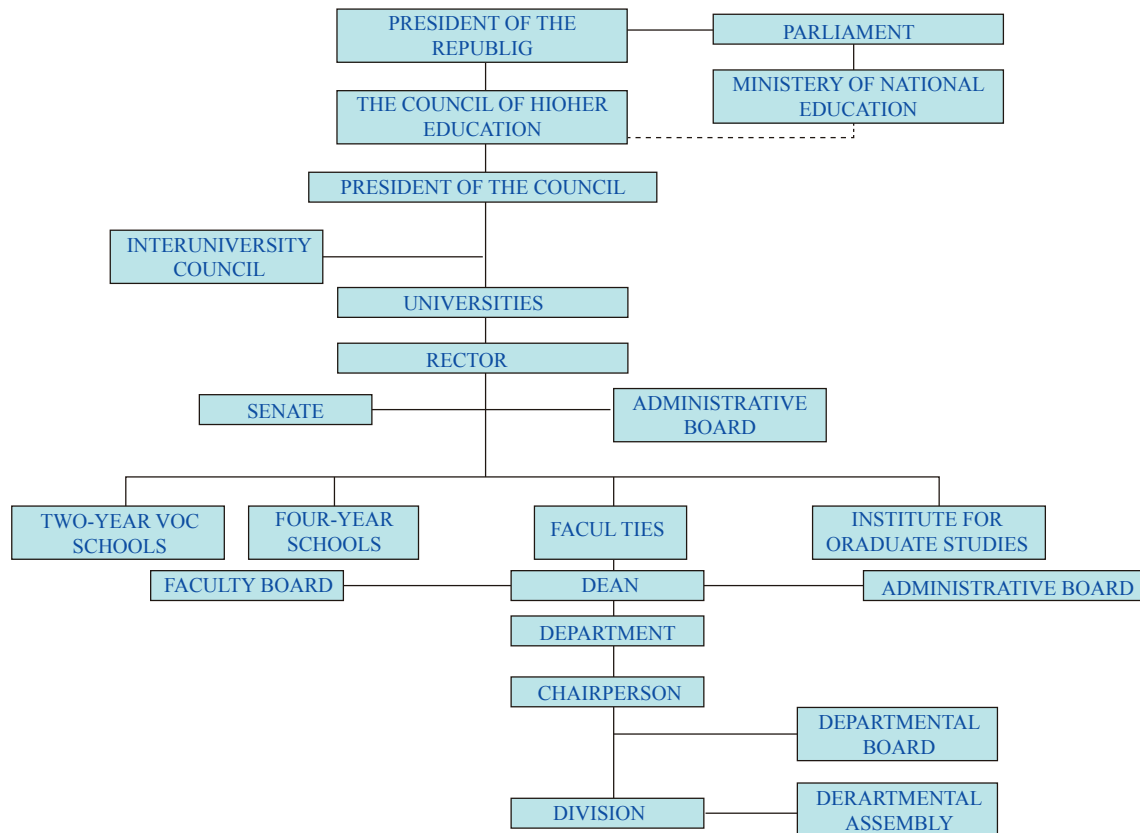 PRESIDENT OF THE
REPUBLIG
PARLIAMENT
MINISTERY OF NATIONAL
EDUCATION
THE COUNCIL OF HIOHER
EDUCATION
PRESIDENT OF THE COUNCIL
INTERUNIVERSITY
COUNCIL
UNIVERSITIES
RECTOR
SENATE
ADMINISTRATIVE
BOARD
TWO-YEAR VOC
SCHOOLS
FOUR-YEAR
SCHOOLS
FACUL TIES
INSTITUTE FOR
ORADUATE STUDIES
FACULTY BOARD
DEAN
ADMINISTRATIVE BOARD
DEPARTMENT
CHAIRPERSON
DEPARTMENTAL
BOARD
DIVISION
DERARTMENTAL
ASSEMBLY